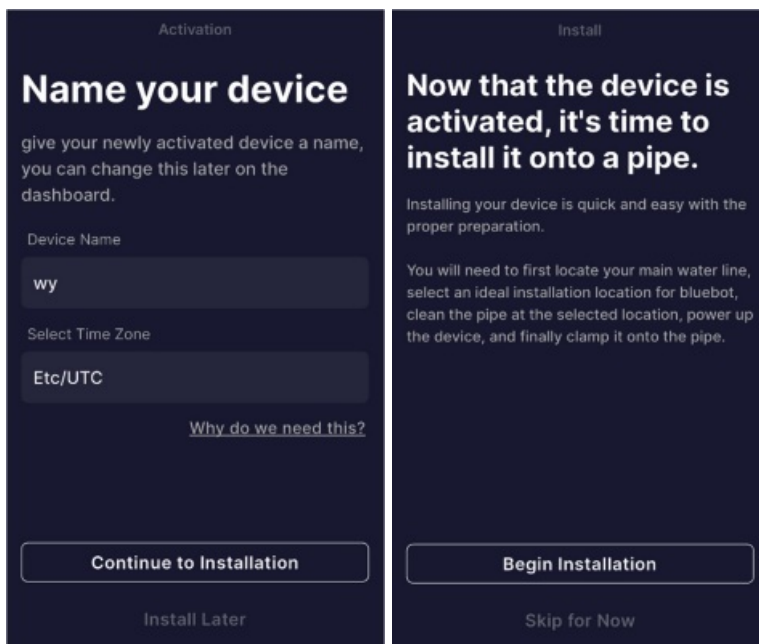 Activation
Name your device
give your newly activated device a name,
you can change this later on the
dashboard.
Device Name
wy
Select Time Zone
Etc/UTC
Why do we need this?
Continue to Installation
Install Later
Install
Now that the device is
activated, it's time to
install it onto a pipe.
Installing your device is quick and easy with the
proper preparation.
You will need to first locate your main water line,
select an ideal installation location for bluebot,
clean the pipe at the selected location, power up
the device, and finally clamp it onto the pipe.
Begin Installation
Skip for Now